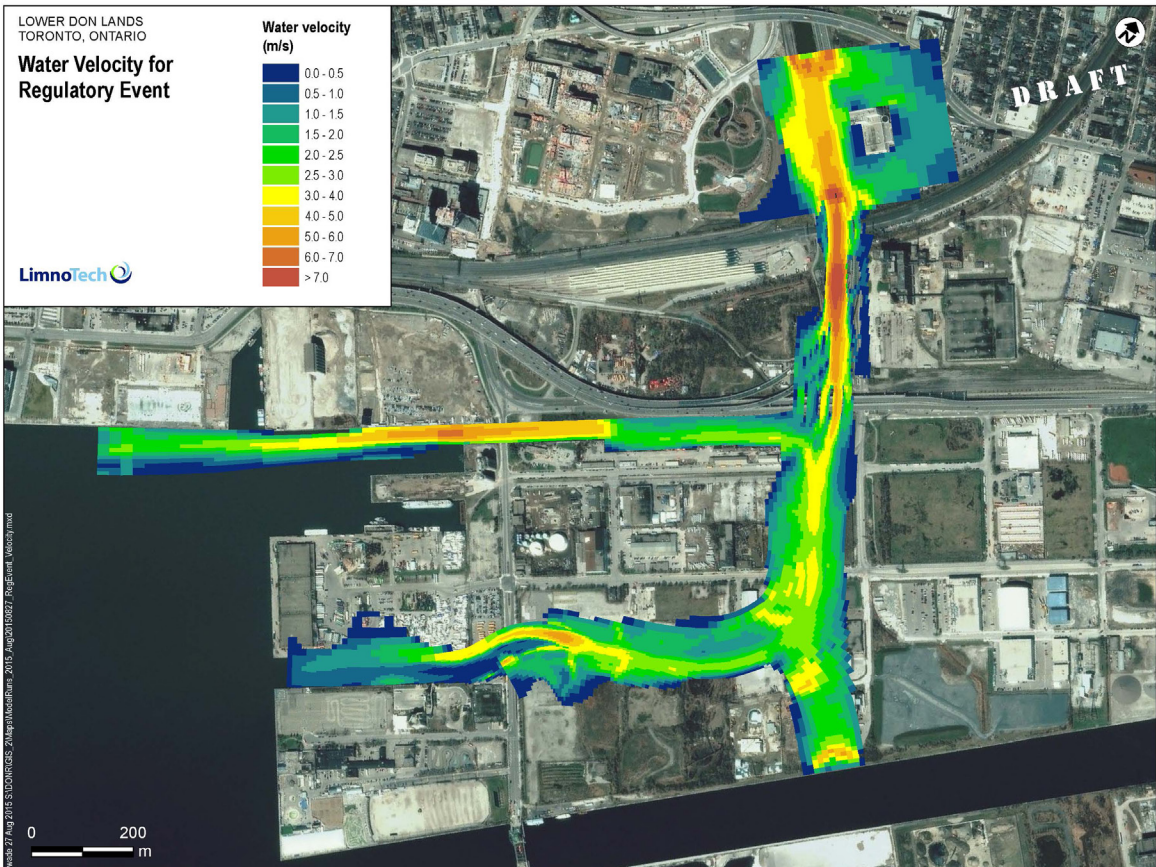 LOWER DON LANDS
TORONTO, ONTARIO
Water Velocity for
Regulatory Event
LimnoTech
Water velocity
(m/s)
0.0 - 0.5
0.5 - 1.0
1.0 - 1.5
1.5 - 2.0
2.0 - 2.5
2.5 - 3.0
3.0 - 4.0
4.0 - 5.0
5.0 - 6.0
6.0 - 7.0
> 7.0
DRAFT
0 200
m